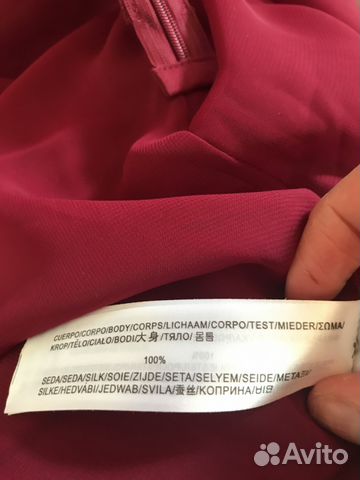 CUERPO/CORPO/BODY/CORPS/LICHAAM/CORPO/TEST/MIEDER/ΣΩΜΑ/
KROP/TĚLO/CIAŁO/BODI/大身/ТЯЛО/몸통
100%
SEDA/SEDA/SILK/SOIE/ZIJDE/SETA/SELYEM/SEIDE/ΜΕΤΑΞΙ/
SILKE/HEDVÁBÍ/JEDWAB/SVILA/蚕丝/КОПРИНА/비단
Avito